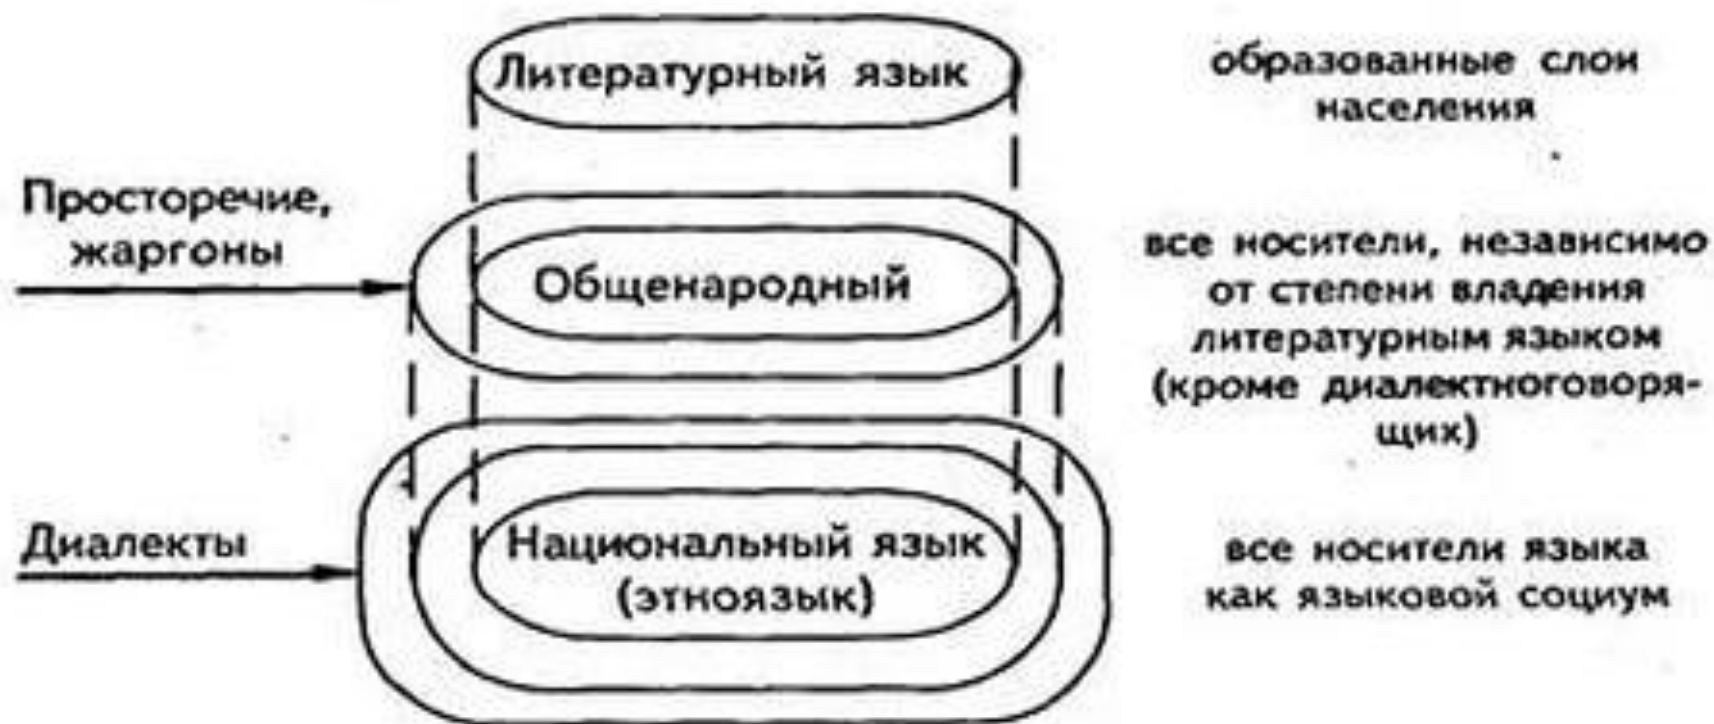 Литературный язык
образованные слои
населения
Просторечие,
жаргоны
Общенародный
все носители, независимо
от степени владения
литературным языком
(кроме диалектноговоря-
щих)
Диалекты
Национальный язык
(этноязык)
все носители языка
как языковой социум